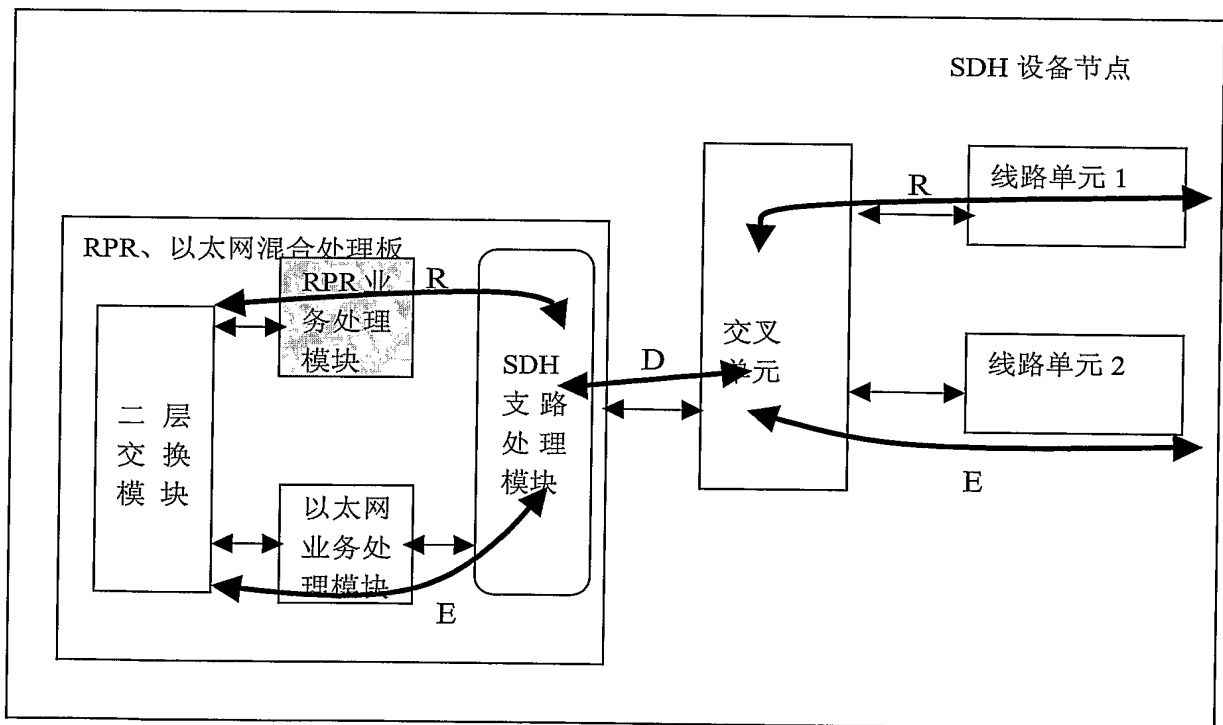 SDH 设备节点
线路单元 1
R
RPR、以太网混合处理板
RPR 业
务处理
模块
R
SDH
支 路
处 理
模块
D
交叉
单元
线路单元 2
二 层
交 换
模 块
以太网
业务处
理模块
E
E